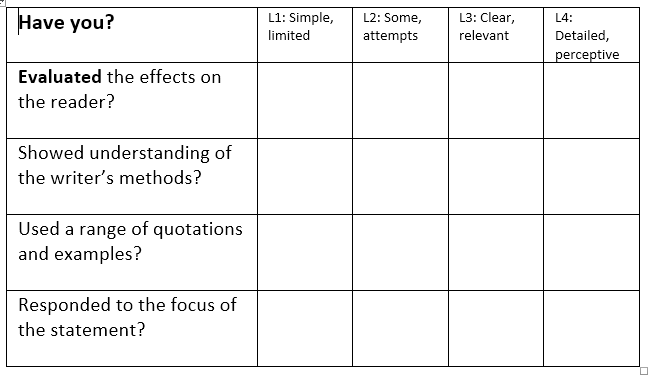 Have you?
L1: Simple,
limited
L2: Some,
attempts
L3: Clear,
relevant
L4:
Detailed,
perceptive
Evaluated the effects on
the reader?
Showed understanding of
the writer’s methods?
Used a range of quotations
and examples?
Responded to the focus of
the statement?